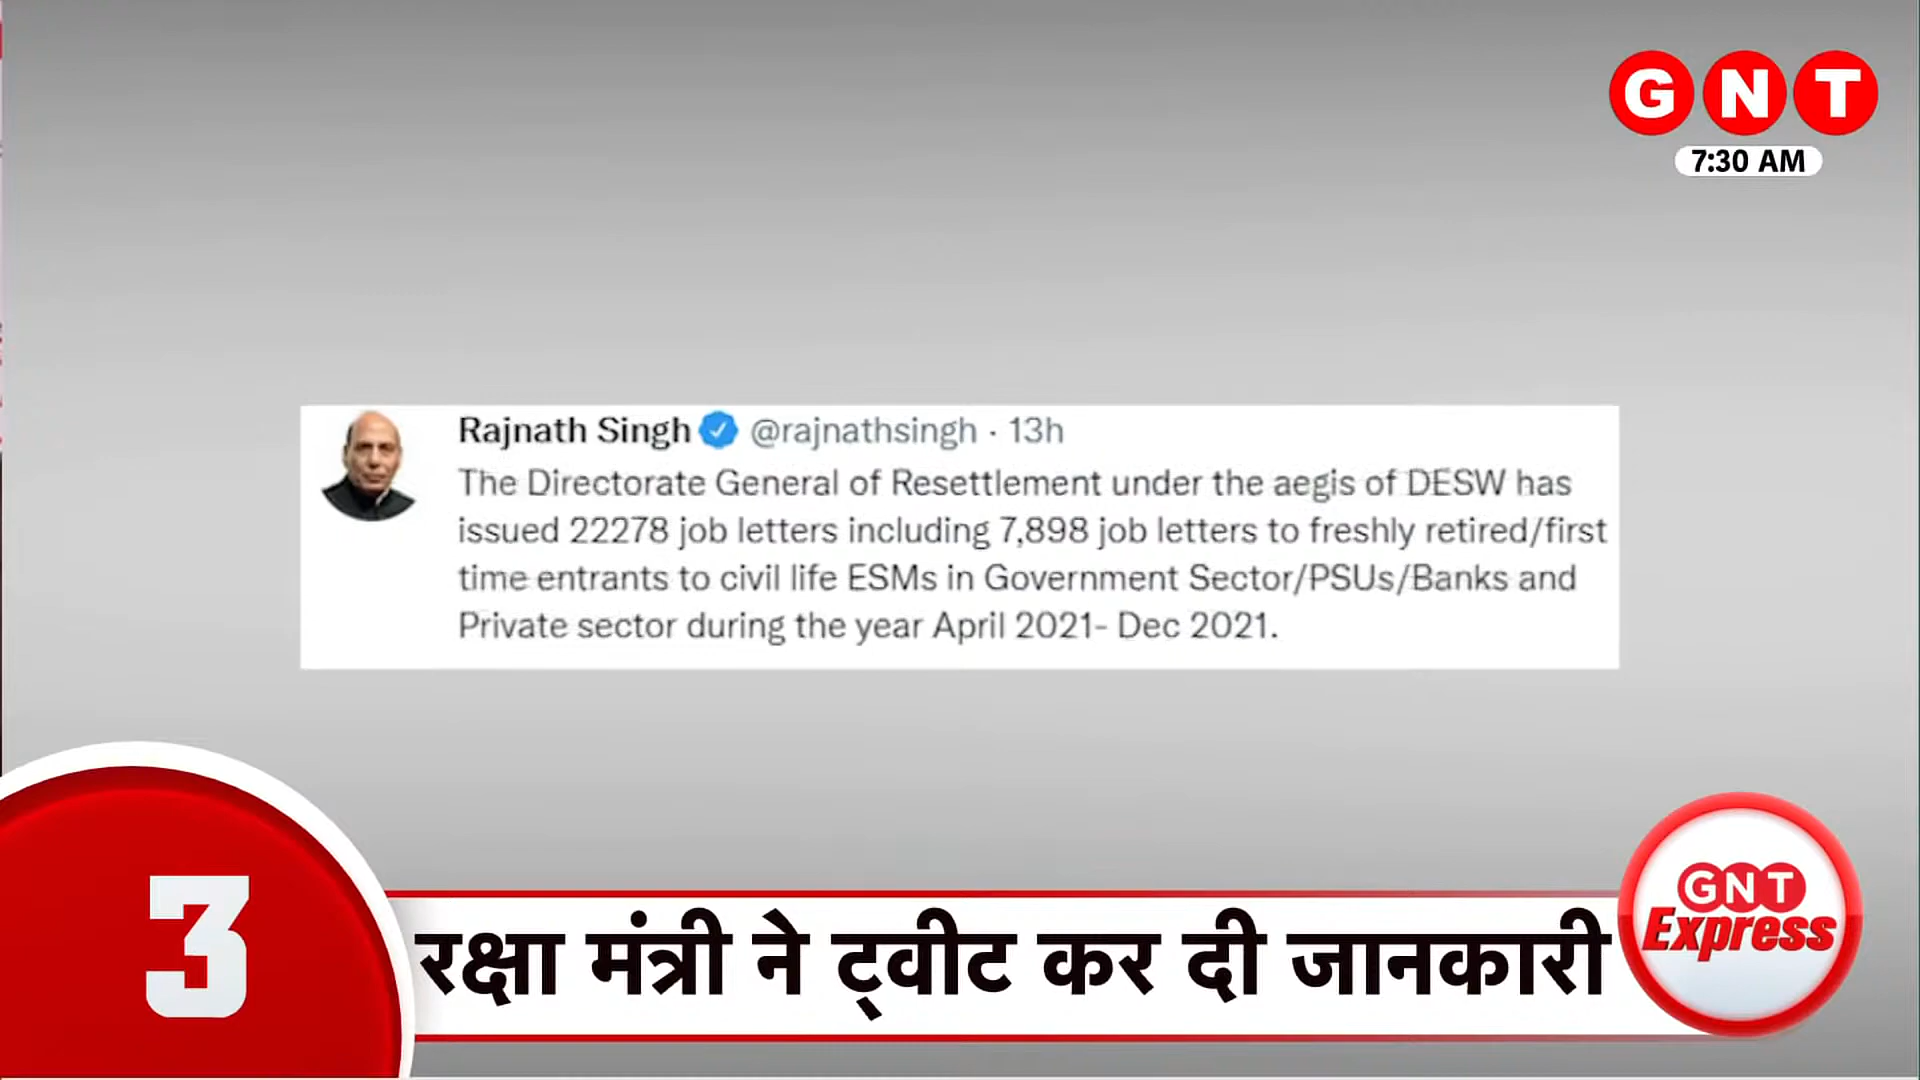 GNT
7:30 AM
Rajnath Singh @rajnathsingh · 13h
The Directorate General of Resettlement under the aegis of DESW has
issued 22278 job letters including 7,898 job letters to freshly retired/first
time entrants to civil life ESMs in Government Sector/PSUs/Banks and
Private sector during the year April 2021- Dec 2021.
3
रक्षा मंत्री ने ट्वीट कर दी जानकारी
GNT
Express